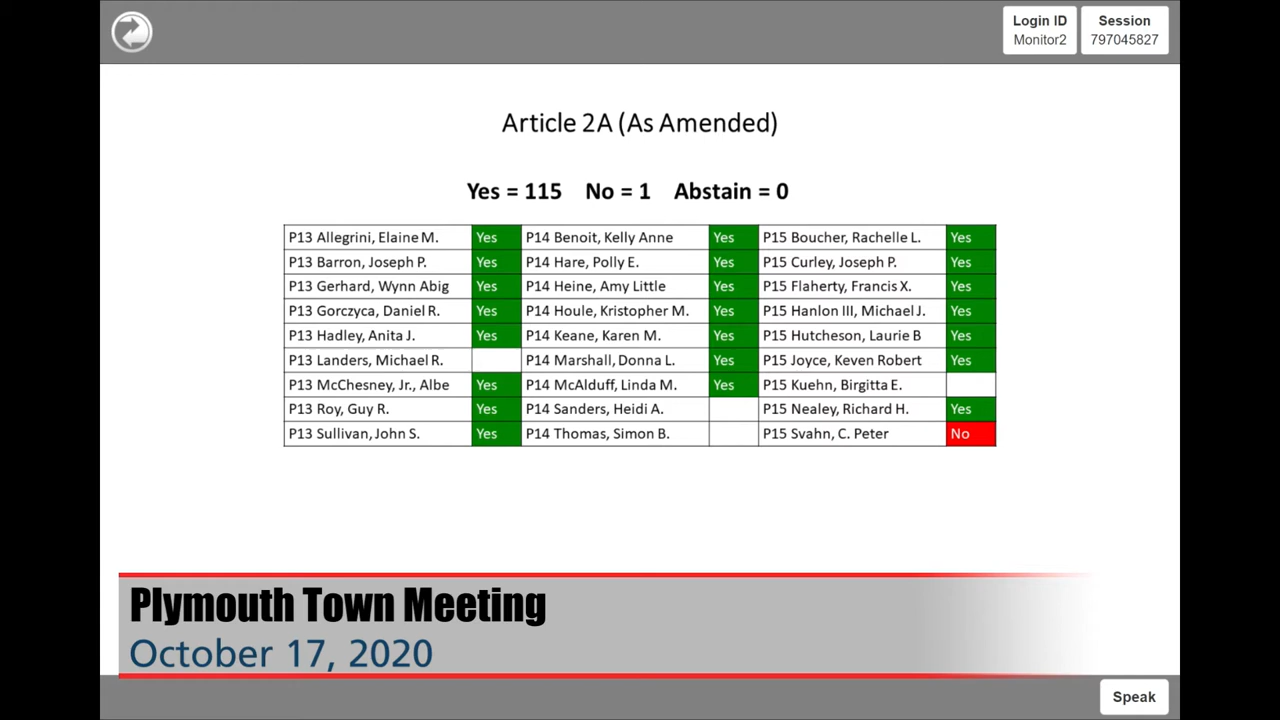 Login ID Session
Monitor2 797045827
Article 2A (As Amended)
Yes = 115 No = 1 Abstain = 0
P13 Allegrini, Elaine M. Yes P14 Benoit, Kelly Anne Yes P15 Boucher, Rachelle L. Yes
P13 Barron, Joseph P. Yes P14 Hare, Polly E. Yes P15 Curley, Joseph P. Yes
P13 Gerhard, Wynn Abig Yes P14 Heine, Amy Little Yes P15 Flaherty, Francis X. Yes
P13 Gorczyca, Daniel R. Yes P14 Houle, Kristopher M. Yes P15 Hanlon III, Michael J. Yes
P13 Hadley, Anita J. Yes P14 Keane, Karen M. Yes P15 Hutcheson, Laurie B Yes
P13 Landers, Michael R. P14 Marshall, Donna L. Yes P15 Joyce, Keven Robert Yes
P13 McChesney, Jr., Albe Yes P14 McAlduff, Linda M. Yes P15 Kuehn, Birgitta E.
P13 Roy, Guy R. Yes P14 Sanders, Heidi A. P15 Nealey, Richard H. Yes
P13 Sullivan, John S. Yes P14 Thomas, Simon B. P15 Svahn, C. Peter No
Plymouth Town Meeting
October 17, 2020
Speak